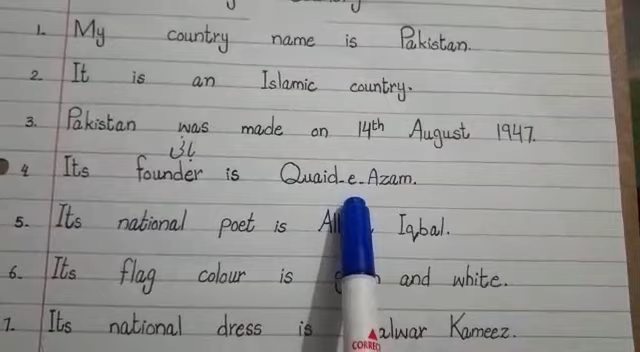 1. My country name is Pakistan.
2. It is an Islamic country.
3. Pakistan was made on 14th August 1947.
بانی
4 Its founder is Quaid-e-Azam.
5. Its national poet is Iqbal.
6. Its flag colour is and white.
7. Its national dress is Kameez.
CORREC